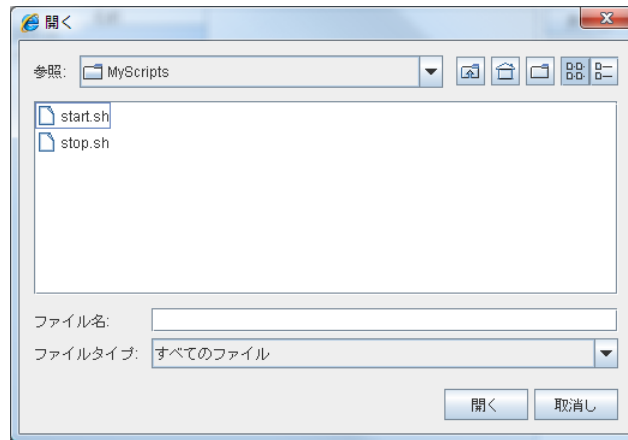 開く
参照: MyScripts
start.sh
stop.sh
ファイル名:
ファイルタイプ: すべてのファイル
開く 取消し